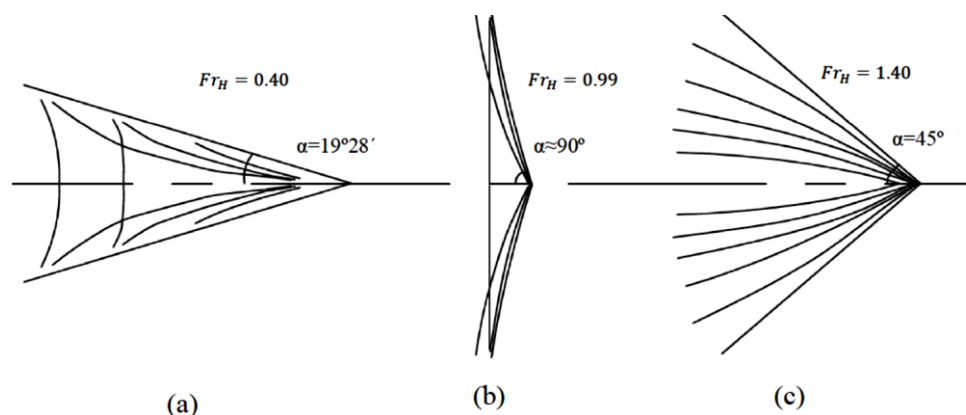 Fr_H = 0.40
α=19º28´
(a)
Fr_H = 0.99
α≈90º
(b)
Fr_H = 1.40
α=45º
(c)